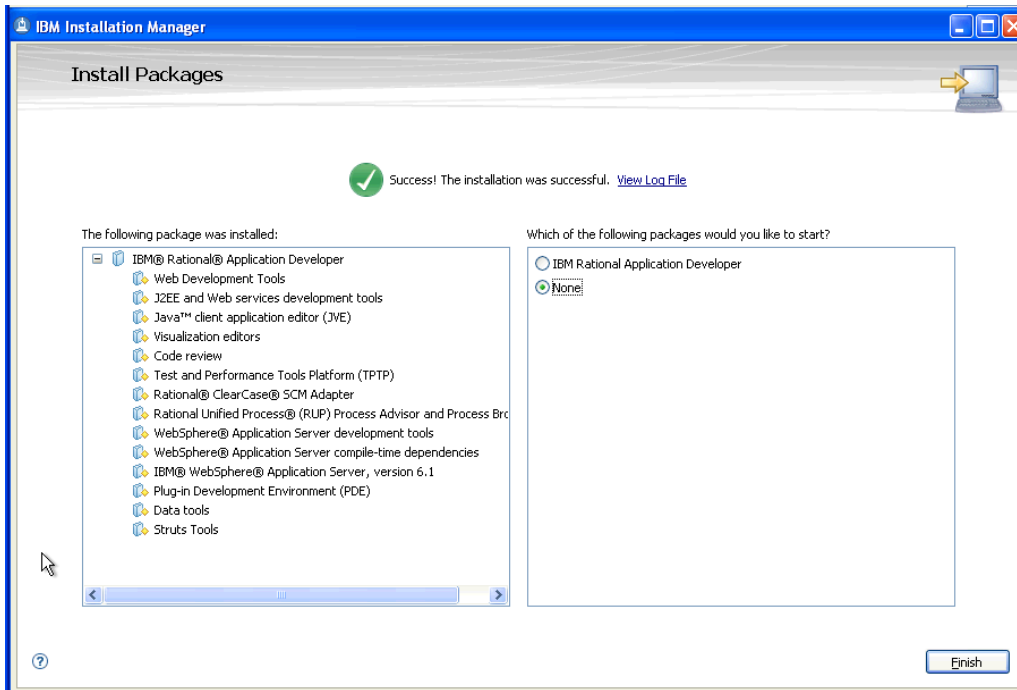 IBM Installation Manager
Install Packages
Success! The installation was successful. View Log File
The following package was installed:
IBM® Rational® Application Developer
Web Development Tools
J2EE and Web services development tools
Java™ client application editor (JVE)
Visualization editors
Code review
Test and Performance Tools Platform (TPTP)
Rational® ClearCase® SCM Adapter
Rational Unified Process® (RUP) Process Advisor and Process Bro
WebSphere® Application Server development tools
WebSphere® Application Server compile-time dependencies
IBM® WebSphere® Application Server, version 6.1
Plug-in Development Environment (PDE)
Data tools
Struts Tools
Which of the following packages would you like to start?
IBM Rational Application Developer
None
?
Finish